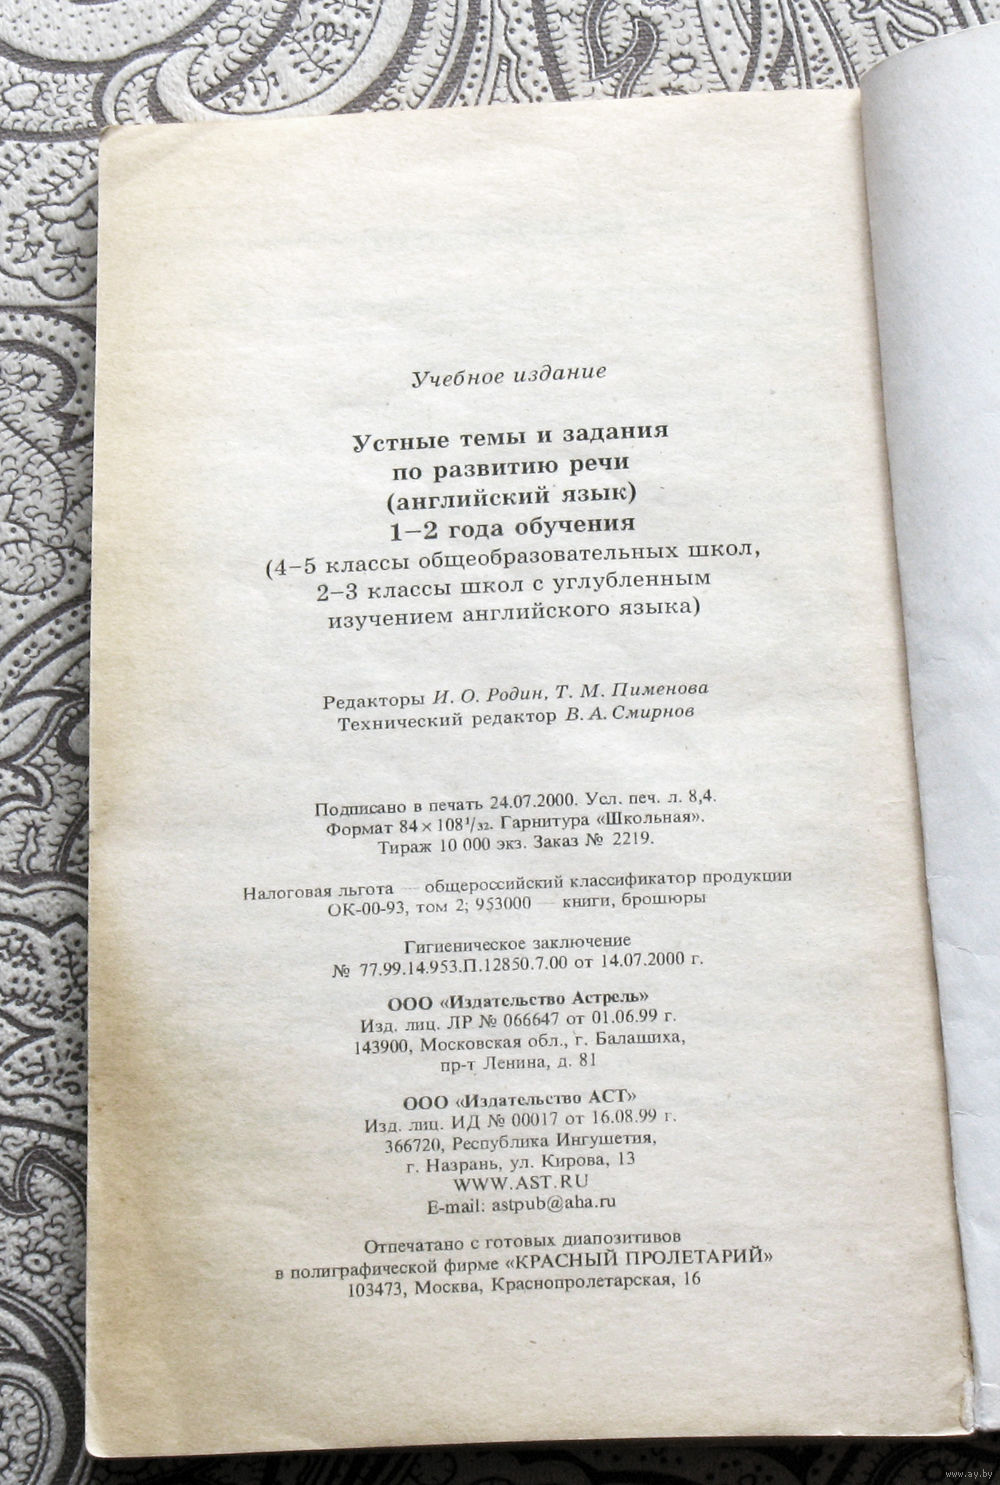 Учебное издание
Устные темы и задания
по развитию речи
(английский язык)
1–2 года обучения
(4–5 классы общеобразовательных школ,
2–3 классы школ с углубленным
изучением английского языка)
Редакторы И. О. Родин, Т. М. Пименова
Технический редактор В. А. Смирнов
Подписано в печать 24.07.2000. Усл. печ. л. 8,4.
Формат 84×108¹/₃₂. Гарнитура «Школьная».
Тираж 10 000 экз. Заказ № 2219.
Налоговая льгота — общероссийский классификатор продукции
ОК-00-93, том 2; 953000 — книги, брошюры
Гигиеническое заключение
№ 77.99.14.953.П.12850.7.00 от 14.07.2000 г.
ООО «Издательство Астрель»
Изд. лиц. ЛР № 066647 от 01.06.99 г.
143900, Московская обл., г. Балашиха,
пр-т Ленина, д. 81
ООО «Издательство АСТ»
Изд. лиц. ИД № 00017 от 16.08.99 г.
366720, Республика Ингушетия,
г. Назрань, ул. Кирова, 13
WWW.AST.RU
E-mail: astpub@aha.ru
Отпечатано с готовых диапозитивов
в полиграфической фирме «КРАСНЫЙ ПРОЛЕТАРИЙ»
103473, Москва, Краснопролетарская, 16
www.ay.by